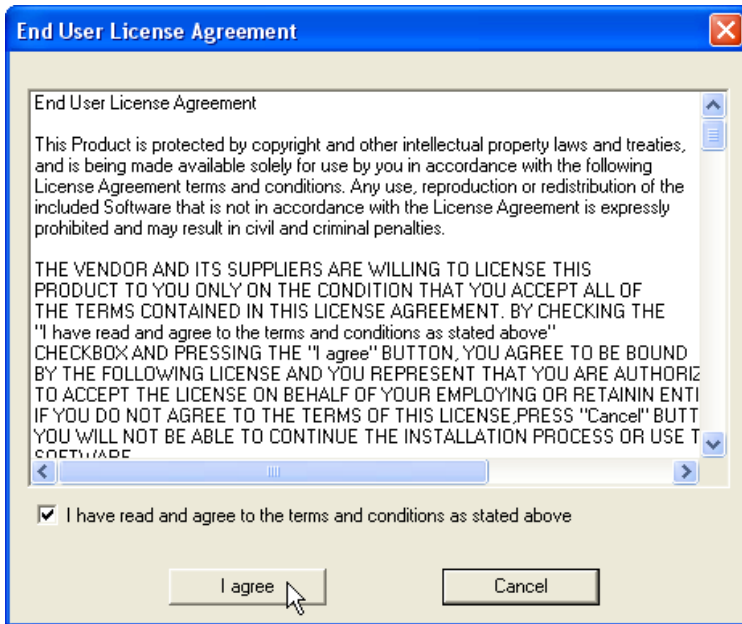 End User License Agreement
End User License Agreement
This Product is protected by copyright and other intellectual property laws and treaties,
and is being made available solely for use by you in accordance with the following
License Agreement terms and conditions. Any use, reproduction or redistribution of the
included Software that is not in accordance with the License Agreement is expressly
prohibited and may result in civil and criminal penalties.
THE VENDOR AND ITS SUPPLIERS ARE WILLING TO LICENSE THIS
PRODUCT TO YOU ONLY ON THE CONDITION THAT YOU ACCEPT ALL OF
THE TERMS CONTAINED IN THIS LICENSE AGREEMENT. BY CHECKING THE
"I have read and agree to the terms and conditions as stated above"
CHECKBOX AND PRESSING THE "I agree" BUTTON, YOU AGREE TO BE BOUND
BY THE FOLLOWING LICENSE AND YOU REPRESENT THAT YOU ARE AUTHORIZ
TO ACCEPT THE LICENSE ON BEHALF OF YOUR EMPLOYING OR RETAININ ENTI
IF YOU DO NOT AGREE TO THE TERMS OF THIS LICENSE,PRESS "Cancel" BUTT
YOU WILL NOT BE ABLE TO CONTINUE THE INSTALLATION PROCESS OR USE T
SOFTWARE
I have read and agree to the terms and conditions as stated above
I agree
Cancel